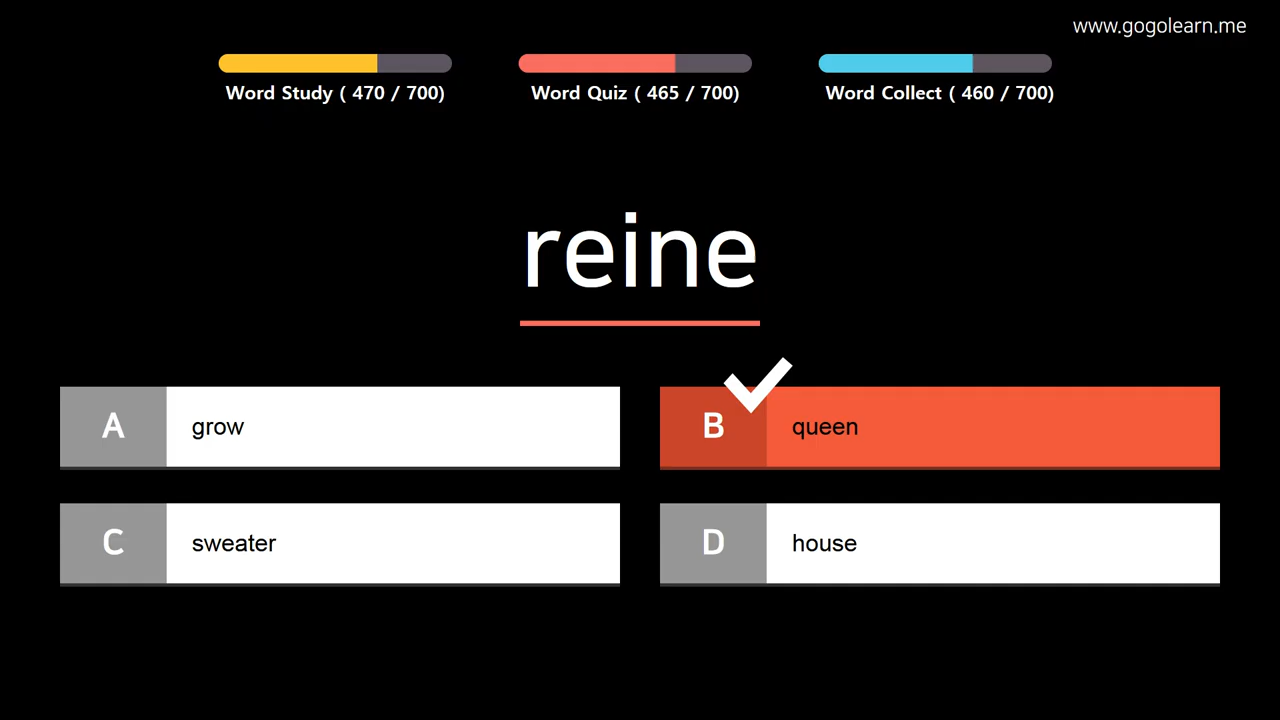 www.gogolearn.me
Word Study ( 470 / 700)
Word Quiz ( 465 / 700)
Word Collect ( 460 / 700)
reine
A grow
B queen
C sweater
D house